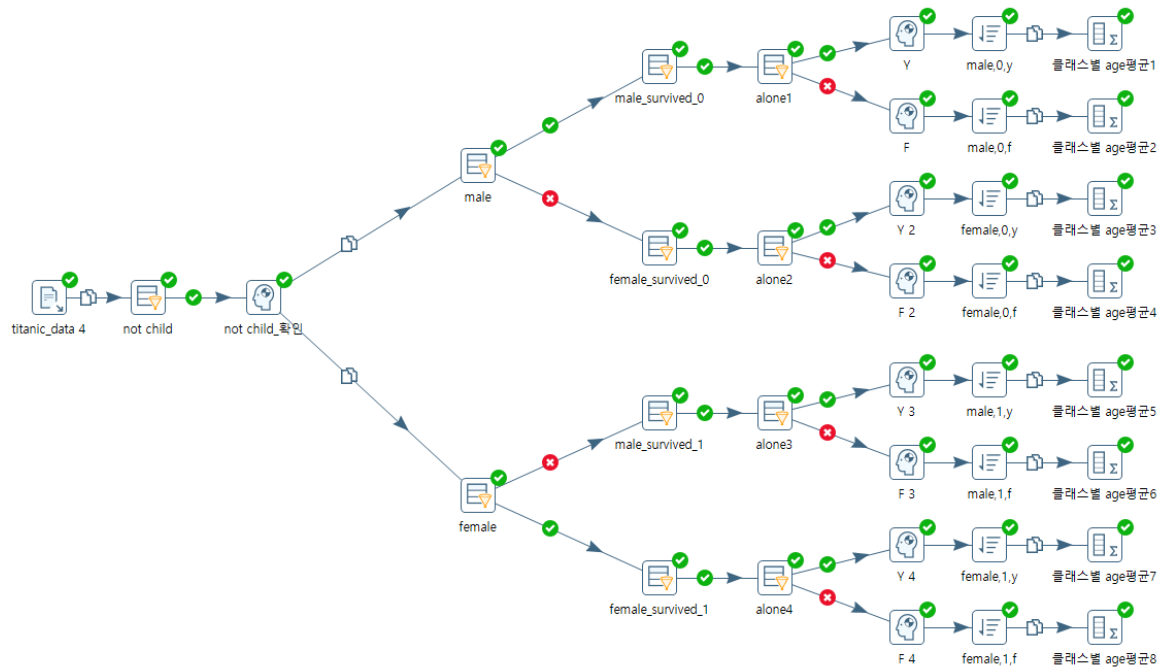 Y
male,0,y
클래스별 age평균1
male_survived_0
alone1
F
male,0,f
클래스별 age평균2
male
Y 2
female,0,y
클래스별 age평균3
female_survived_0
alone2
F 2
female,0,f
클래스별 age평균4
titanic_data 4
not child
not child_확인
Y 3
male,1,y
클래스별 age평균5
male_survived_1
alone3
F 3
male,1,f
클래스별 age평균6
female
Y 4
female,1,y
클래스별 age평균7
female_survived_1
alone4
F 4
female,1,f
클래스별 age평균8